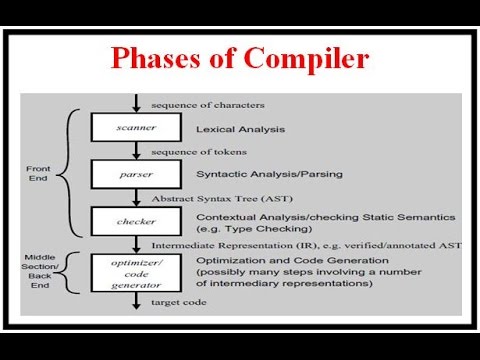 Phases of Compiler
sequence of characters
scanner
Lexical Analysis
sequence of tokens
Front
End
parser
Syntactic Analysis/Parsing
Abstract Syntax Tree (AST)
checker
Contextual Analysis/checking Static Semantics
(e.g. Type Checking)
Intermediate Representation (IR), e.g. verified/annotated AST
Middle
Section/
Back
End
optimizer/
code
generator
Optimization and Code Generation
(possibly many steps involving a number
of intermediary representations)
target code